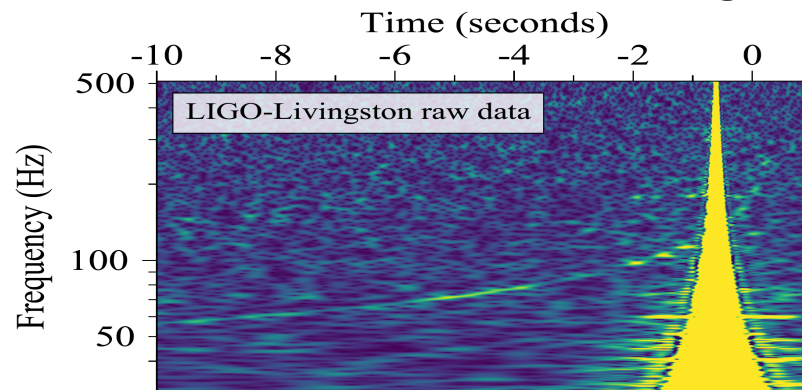 Time (seconds)
-10 -8 -6 -4 -2 0
500
LIGO-Livingston raw data
Frequency (Hz)
100
50